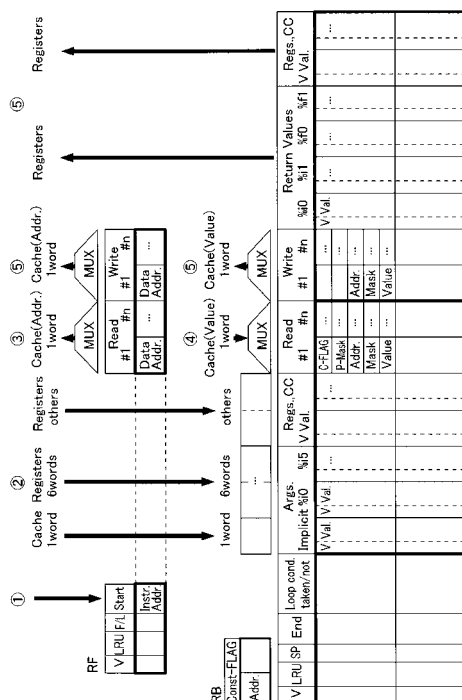 ① ② ③ ⑤ ⑤
Cache 1word
Registers 6words
Registers others
Cache(Addr.) 1word
Cache(Addr.) 1word
Registers
Registers
MUX
MUX
RF
V LRU F/L Start
Instr. Addr.
Read
#1 #n
Data Addr. ...
Write
#1 #n
Data Addr. ...
④ ⑤
Cache(Value) 1word
Cache(Value) 1word
MUX
MUX
1word
6words
others
...
RB
Const-FLAG
Addr.
V LRU SP End
Loop cond. taken/not
Args.
Implicit %i0 %i5
Regs.,CC
V Val.
Read
#1 #n
Write
#1 #n
Return Values
%i0 %i1 %f0 %f1
Regs.,CC
V Val.
V Val.
V Val.
...
...
C-FLAG ...
P-Mask ...
Addr. ...
Mask ...
Value ...
Addr. ...
Mask ...
Value ...
V Val.
...
...
...
...